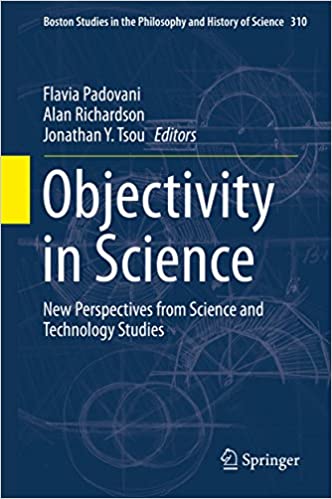 Boston Studies in the Philosophy and History of Science 310
Flavia Padovani
Alan Richardson
Jonathan Y. Tsou Editors
Objectivity
in Science
New Perspectives from Science and
Technology Studies
Springer